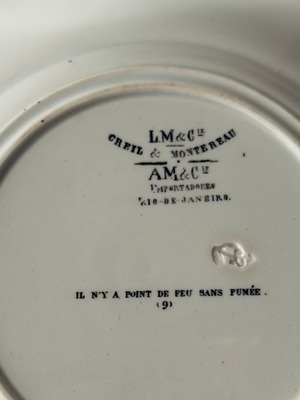 LM&Cie
CREIL & MONTEREAU
AM&Cie
IMPORTADORES
RIO-DE-JANEIRO.
IL N'Y A POINT DE FEU SANS FUMÉE.
(9)